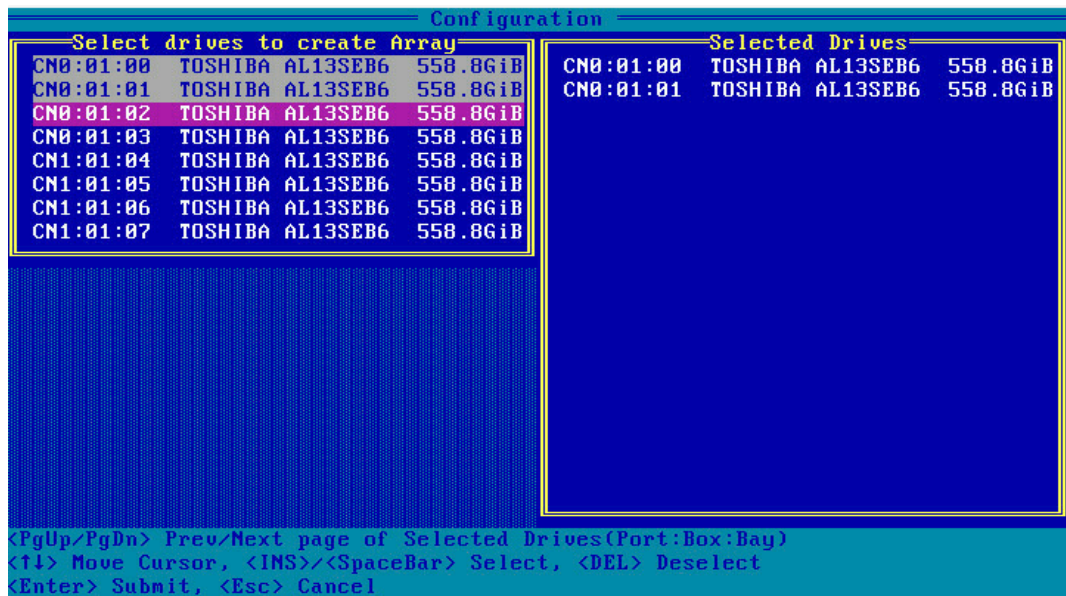 Configuration
Select drives to create Array
CN0:01:00 TOSHIBA AL13SEB6 558.8GiB
CN0:01:01 TOSHIBA AL13SEB6 558.8GiB
CN0:01:02 TOSHIBA AL13SEB6 558.8GiB
CN0:01:03 TOSHIBA AL13SEB6 558.8GiB
CN1:01:04 TOSHIBA AL13SEB6 558.8GiB
CN1:01:05 TOSHIBA AL13SEB6 558.8GiB
CN1:01:06 TOSHIBA AL13SEB6 558.8GiB
CN1:01:07 TOSHIBA AL13SEB6 558.8GiB
Selected Drives
CN0:01:00 TOSHIBA AL13SEB6 558.8GiB
CN0:01:01 TOSHIBA AL13SEB6 558.8GiB
<PgUp/PgDn> Prev/Next page of Selected Drives(Port:Box:Bay)
<↑↓> Move Cursor, <INS>/<SpaceBar> Select, <DEL> Deselect
<Enter> Submit, <Esc> Cancel